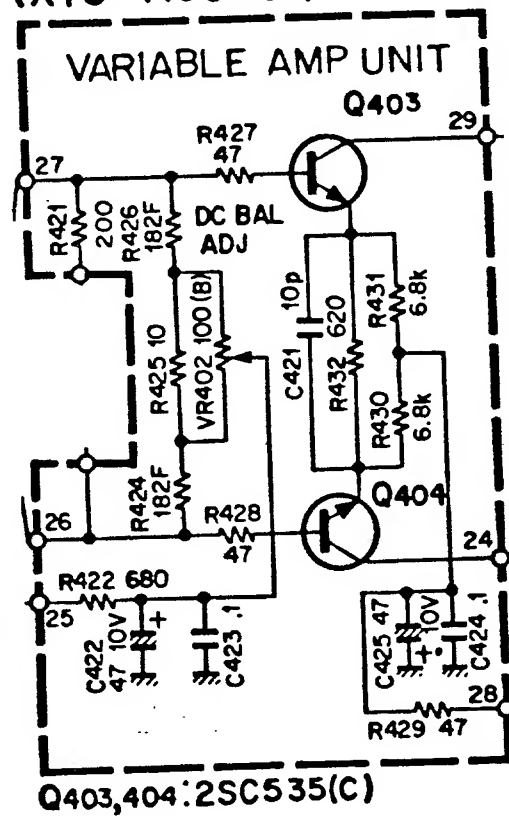 VARIABLE AMP UNIT
Q403
29
R427
47
27
R421
200
R426
182F
DC BAL
ADJ
R425 10
VR402 100(B)
10p
C421
620
R432
R431
6.8k
R430
6.8k
R424
182F
Q404
R428
47
26
24
R422 680
25
C422
47 10V
+
C423 .1
C425 47
10V
+
C424 .1
28
R429 47
Q403,404:2SC535(C)